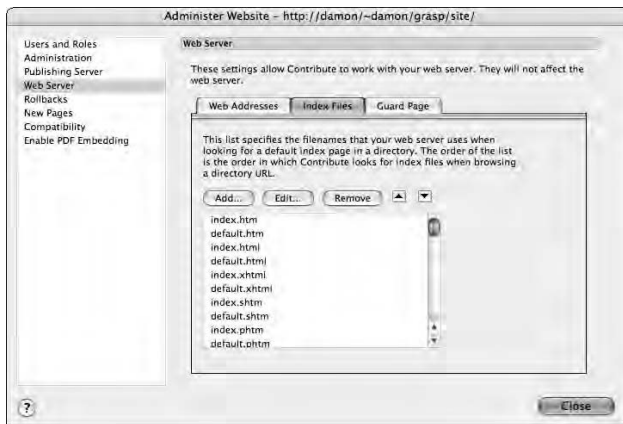 Administer Website – http://damon/~damon/grasp/site/
Users and Roles
Administration
Publishing Server
Web Server
Rollbacks
New Pages
Compatibility
Enable PDF Embedding
Web Server
These settings allow Contribute to work with your web server. They will not affect the
web server.
Web Addresses
Index Files
Guard Page
This list specifies the filenames that your web server uses when
looking for a default index page in a directory. The order of the list
is the order in which Contribute looks for index files when browsing
a directory URL.
Add...
Edit...
Remove
index.htm
default.htm
index.html
default.html
index.xhtml
default.xhtml
index.shtm
default.shtm
index.phtm
default.phtm
?
Close